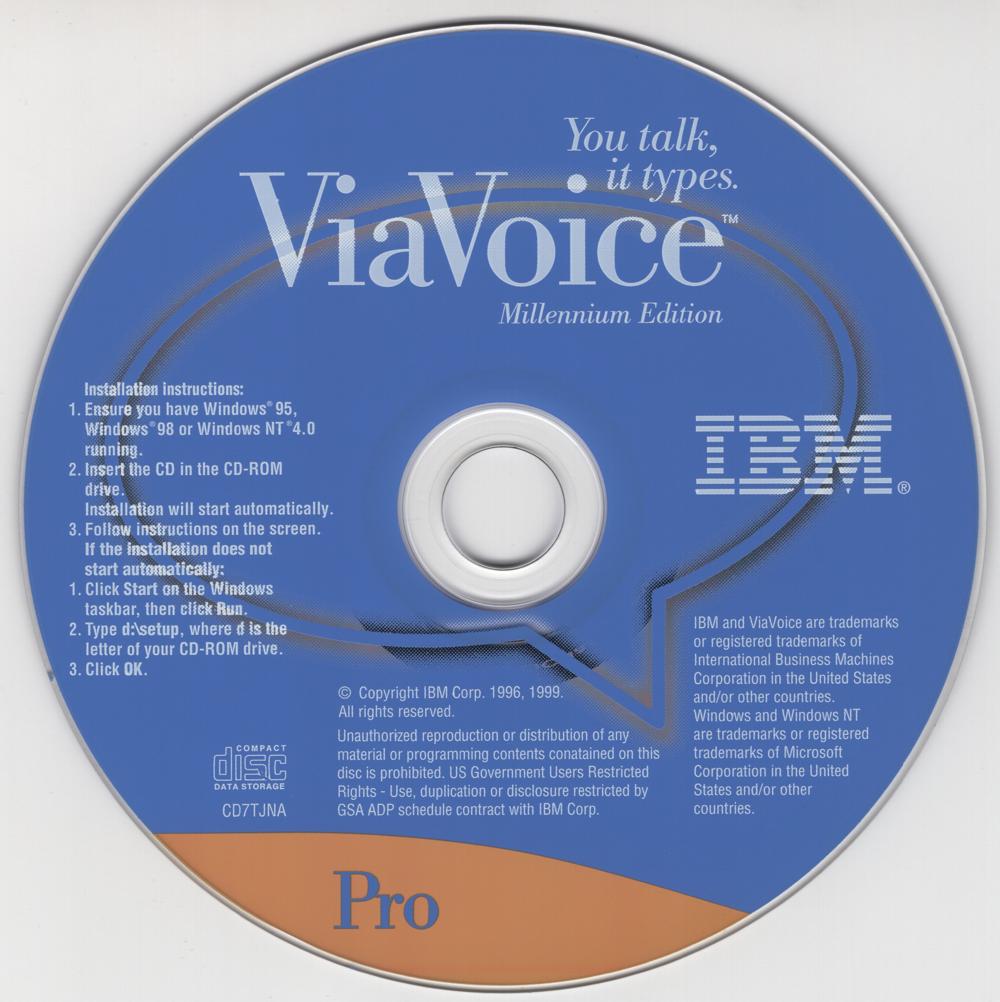 You talk,
it types.
ViaVoice™
Millennium Edition
Installation instructions:
1. Ensure you have Windows® 95,
Windows® 98 or Windows NT® 4.0
running.
2. Insert the CD in the CD-ROM
drive.
Installation will start automatically.
3. Follow instructions on the screen.
If the installation does not
start automatically:
1. Click Start on the Windows
taskbar, then click Run.
2. Type d:\setup, where d is the
letter of your CD-ROM drive.
3. Click OK.
IBM®
IBM and ViaVoice are trademarks
or registered trademarks of
International Business Machines
Corporation in the United States
and/or other countries.
Windows and Windows NT
are trademarks or registered
trademarks of Microsoft
Corporation in the United
States and/or other
countries.
© Copyright IBM Corp. 1996, 1999.
All rights reserved.
Unauthorized reproduction or distribution of any
material or programming contents conatained on this
disc is prohibited. US Government Users Restricted
Rights - Use, duplication or disclosure restricted by
GSA ADP schedule contract with IBM Corp.
COMPACT
disc
DATA STORAGE
CD7TJNA
Pro